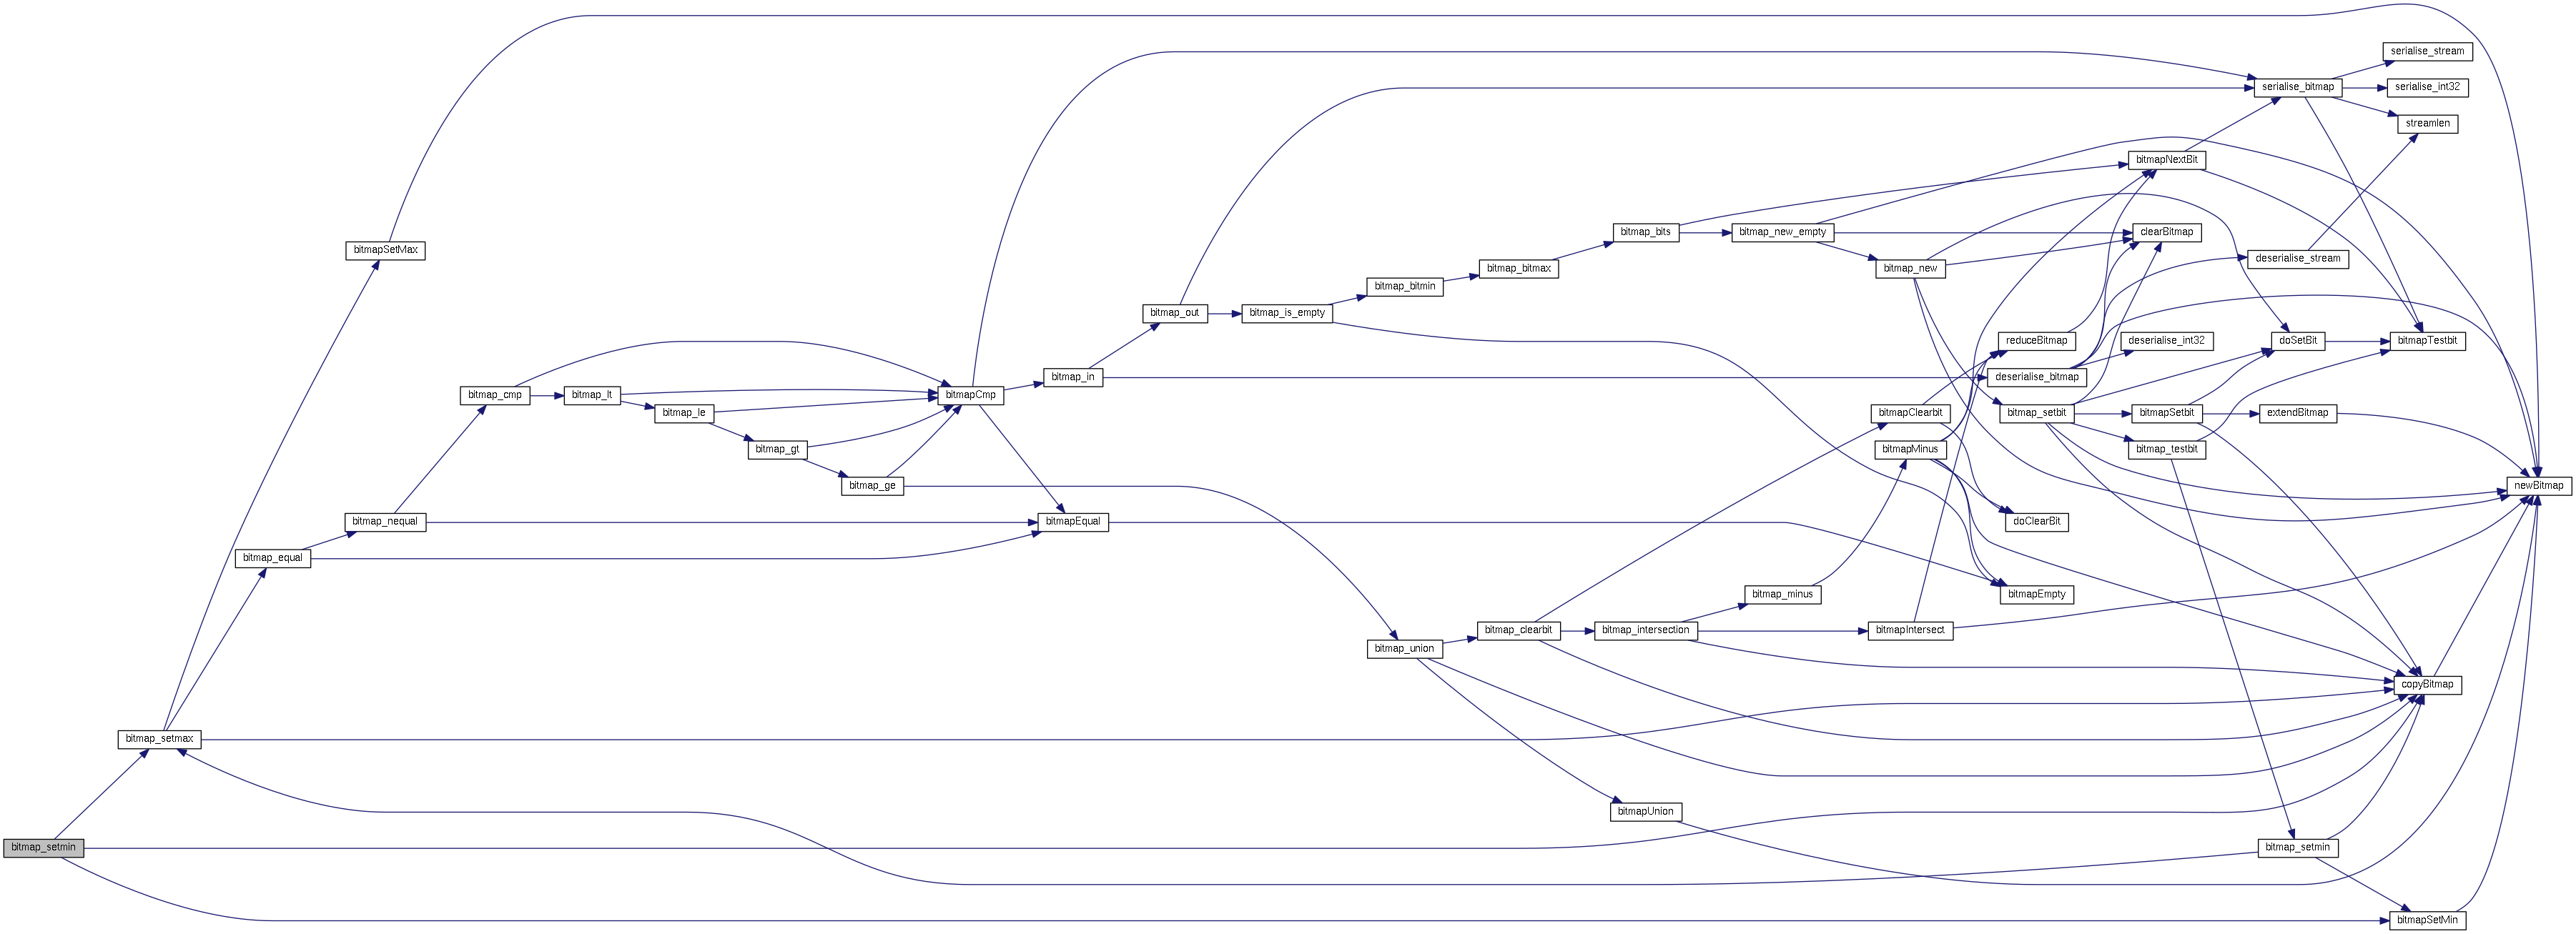 serialise_stream
serialise_bitmap
serialise_int32
streamlen
bitmapNextBit
bitmap_bits
bitmap_new_empty
clearBitmap
bitmapSetMax
deserialise_stream
bitmap_bitmax
bitmap_new
bitmap_bitmin
bitmap_out
bitmap_is_empty
reduceBitmap
deserialise_int32
doSetBit
bitmapTestbit
bitmap_in
deserialise_bitmap
bitmap_cmp
bitmap_lt
bitmapCmp
bitmap_le
bitmapClearbit
bitmap_setbit
bitmapSetbit
extendBitmap
bitmap_gt
bitmapMinus
bitmap_testbit
bitmap_ge
newBitmap
bitmap_nequal
bitmapEqual
doClearBit
bitmap_equal
bitmap_minus
bitmapEmpty
bitmap_clearbit
bitmap_intersection
bitmapIntersect
bitmap_union
copyBitmap
bitmap_setmax
bitmapUnion
bitmap_setmin
bitmap_setmin
bitmapSetMin